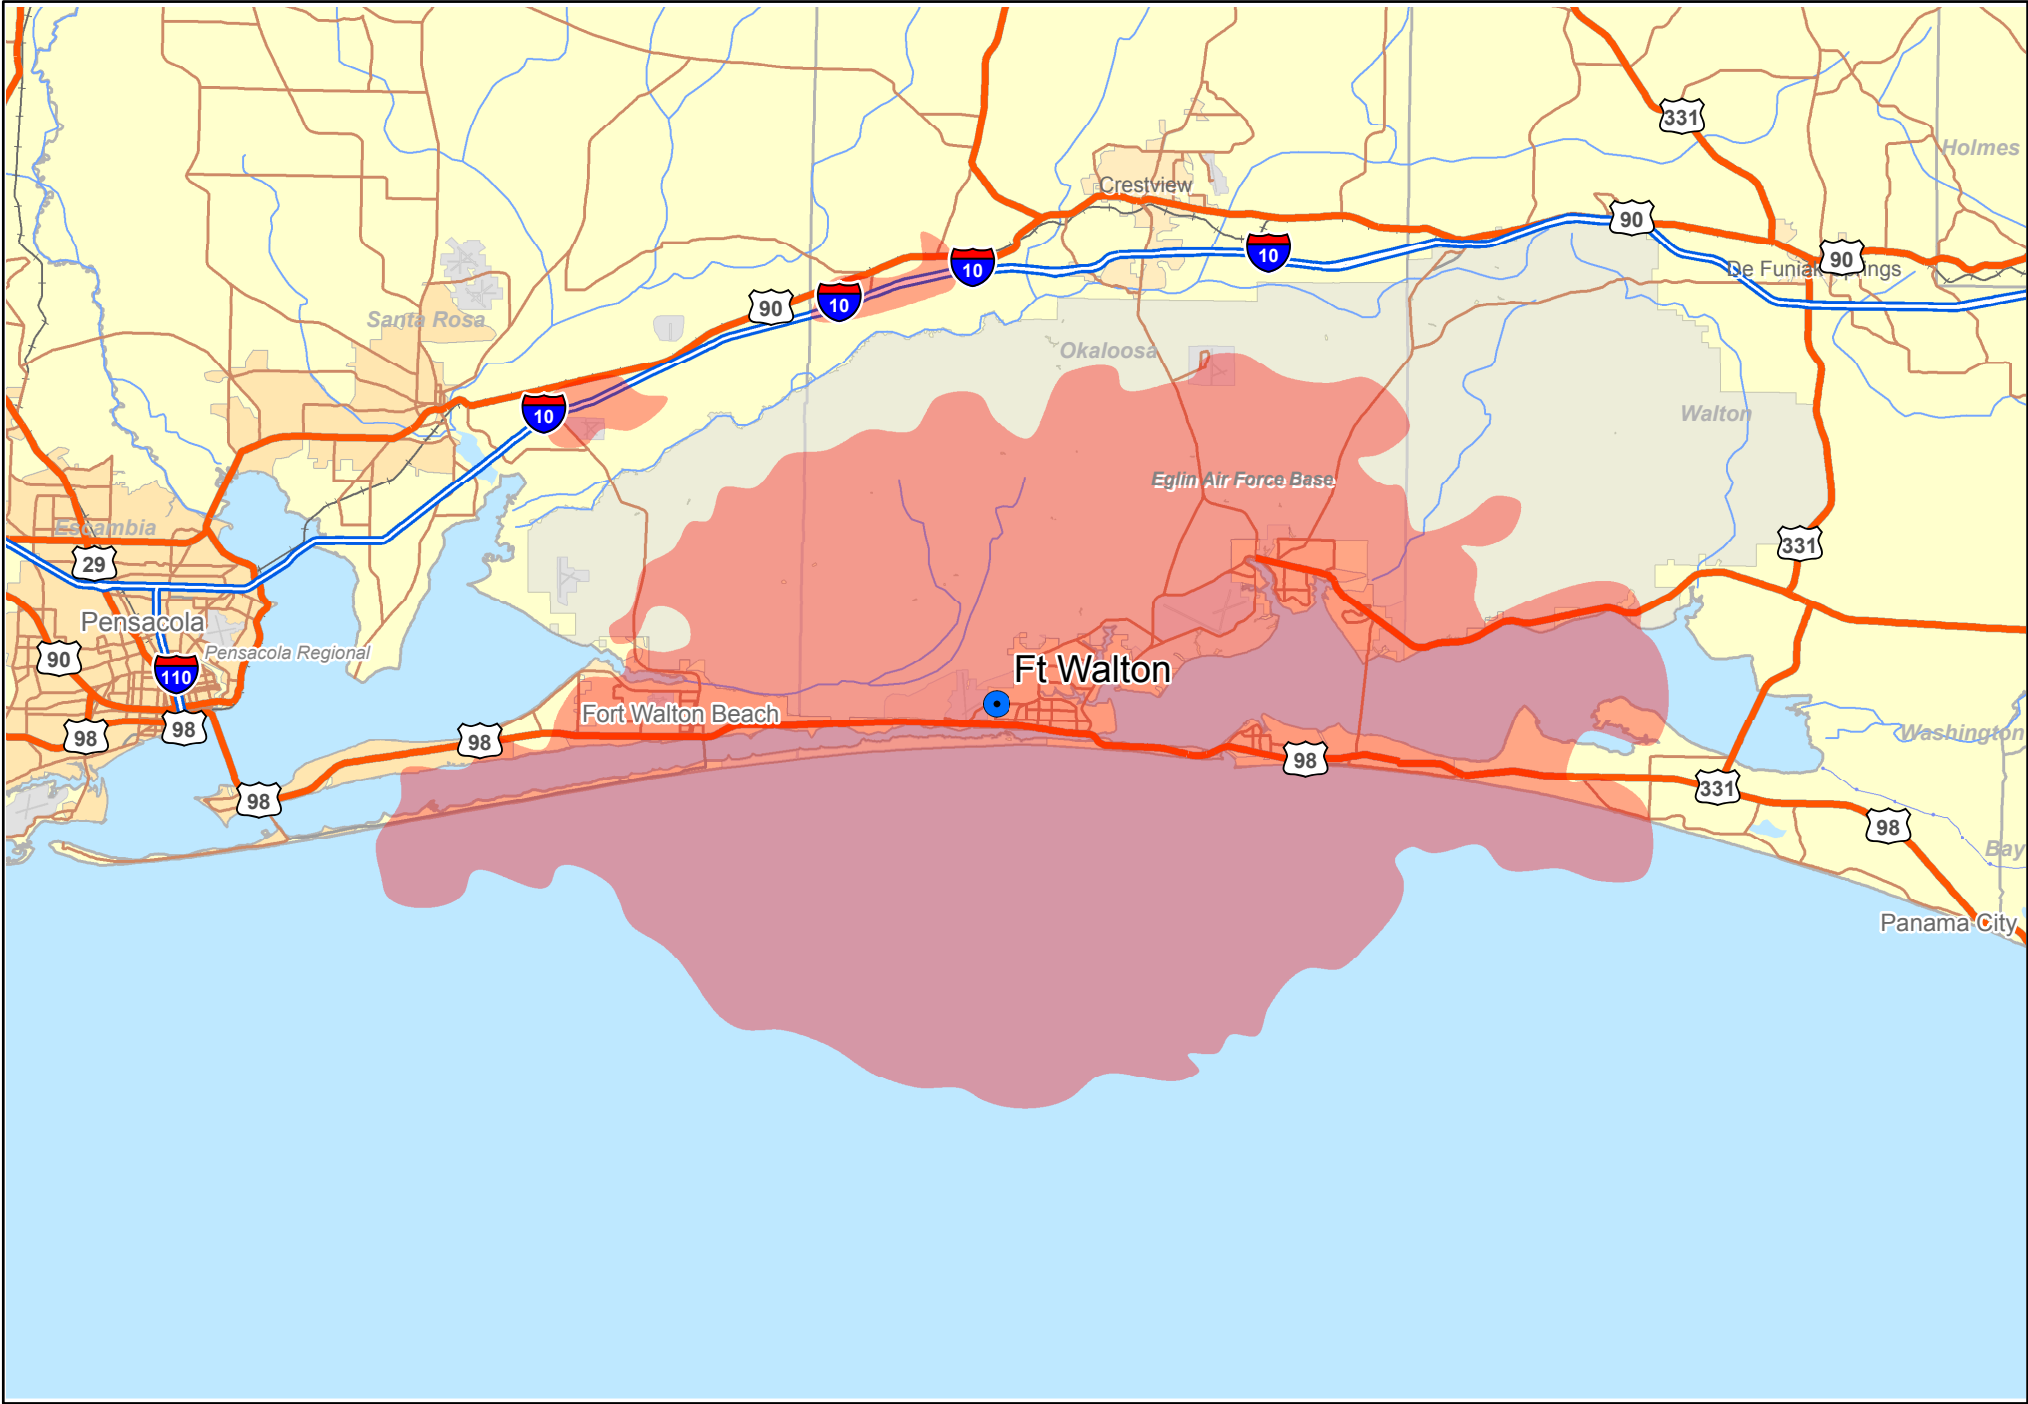 331
Holmes
Crestview
90
10
90
10
De Funiak Springs
10
90
Santa Rosa
Okaloosa
10
Walton
Eglin Air Force Base
Escambia
331
29
Pensacola
Pensacola Regional
90
110
Ft Walton
Fort Walton Beach
98
98
98
Washington
98
331
98
98
Bay
Panama City